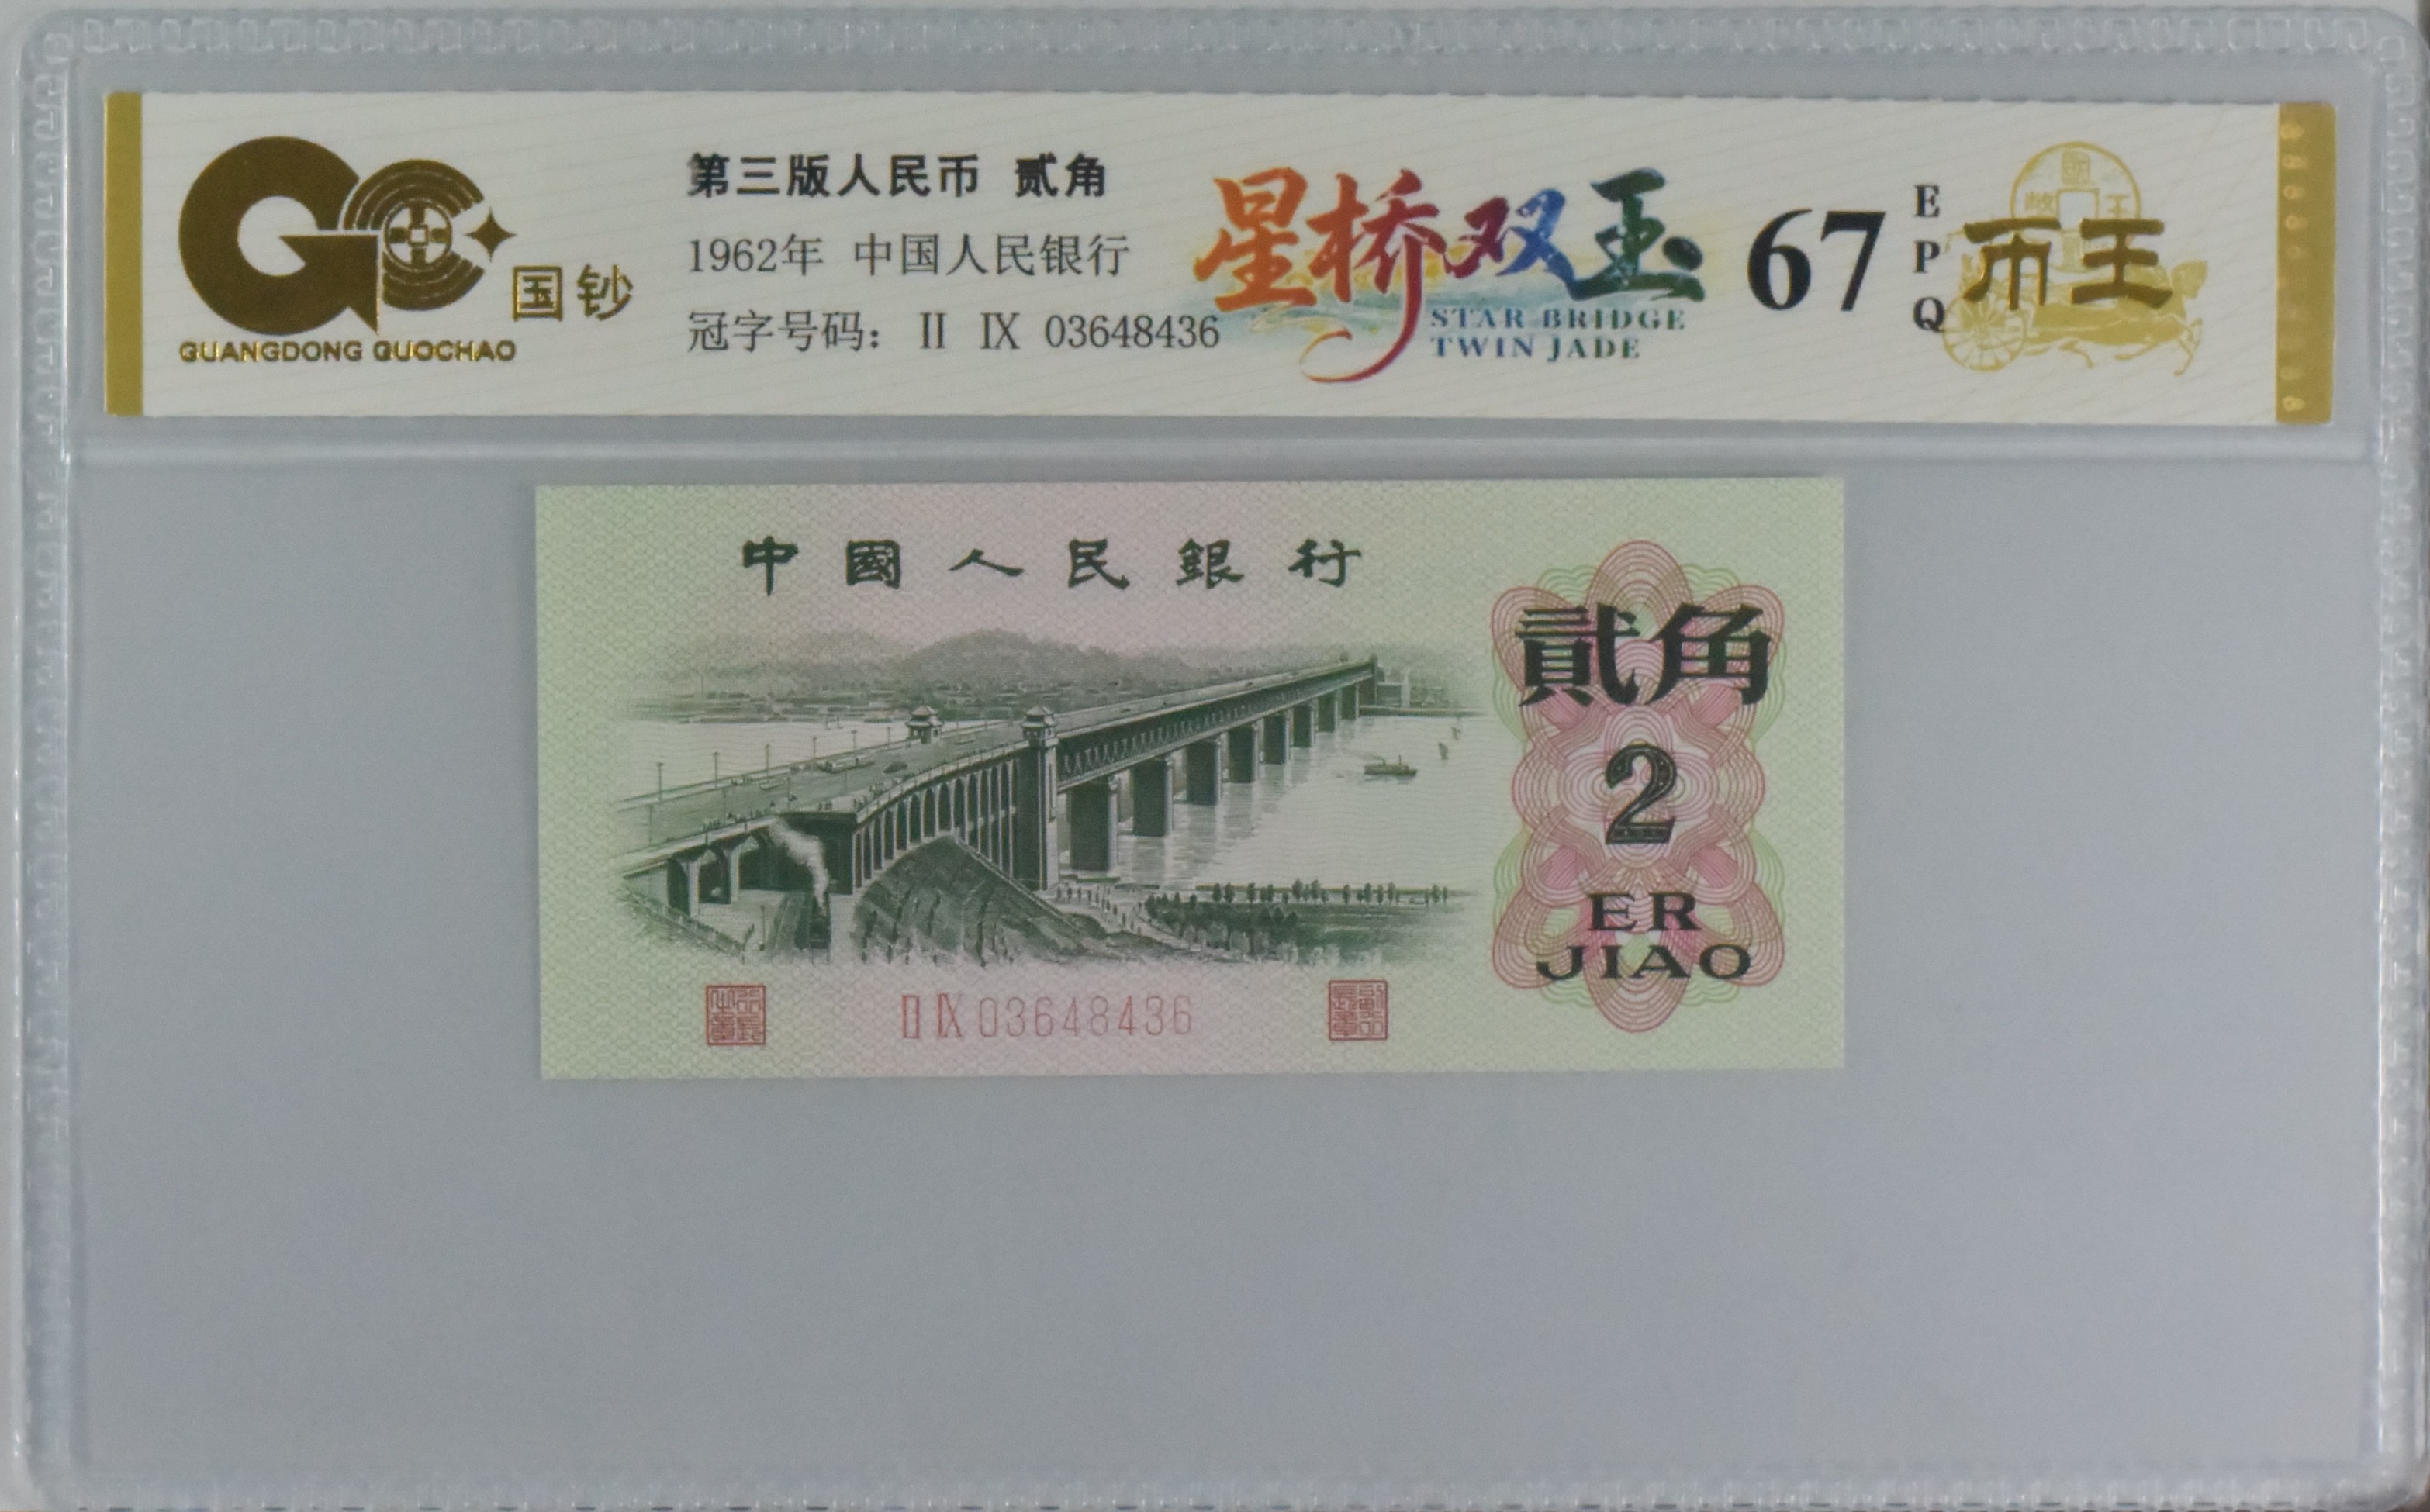 国钞
GUANGDONG GUOCHAO
第三版人民币 贰角
1962年 中国人民银行
冠字号码： II IX 03648436
星桥双玉
STAR BRIDGE
TWIN JADE
67
E
P
Q
币王
中國人民銀行
貳角
2
ER
JIAO
II IX 03648436